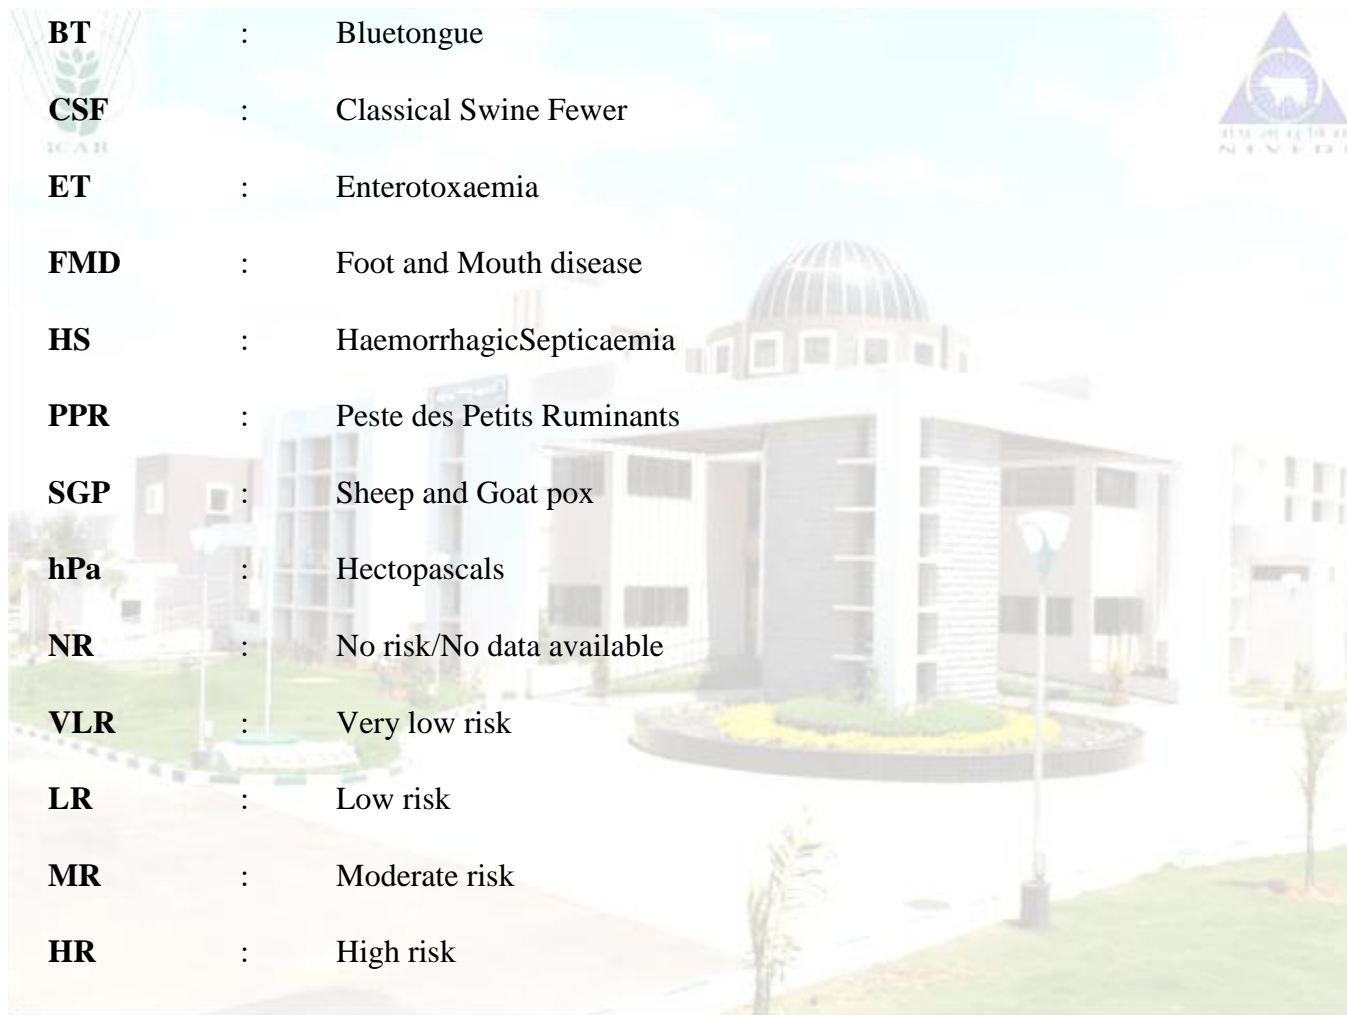 BT : Bluetongue
CSF : Classical Swine Fewer
ICAR
ET : Enterotoxaemia
FMD : Foot and Mouth disease
HS : HaemorrhagicSepticaemia
PPR : Peste des Petits Ruminants
SGP : Sheep and Goat pox
hPa : Hectopascals
NR : No risk/No data available
VLR : Very low risk
LR : Low risk
MR : Moderate risk
HR : High risk